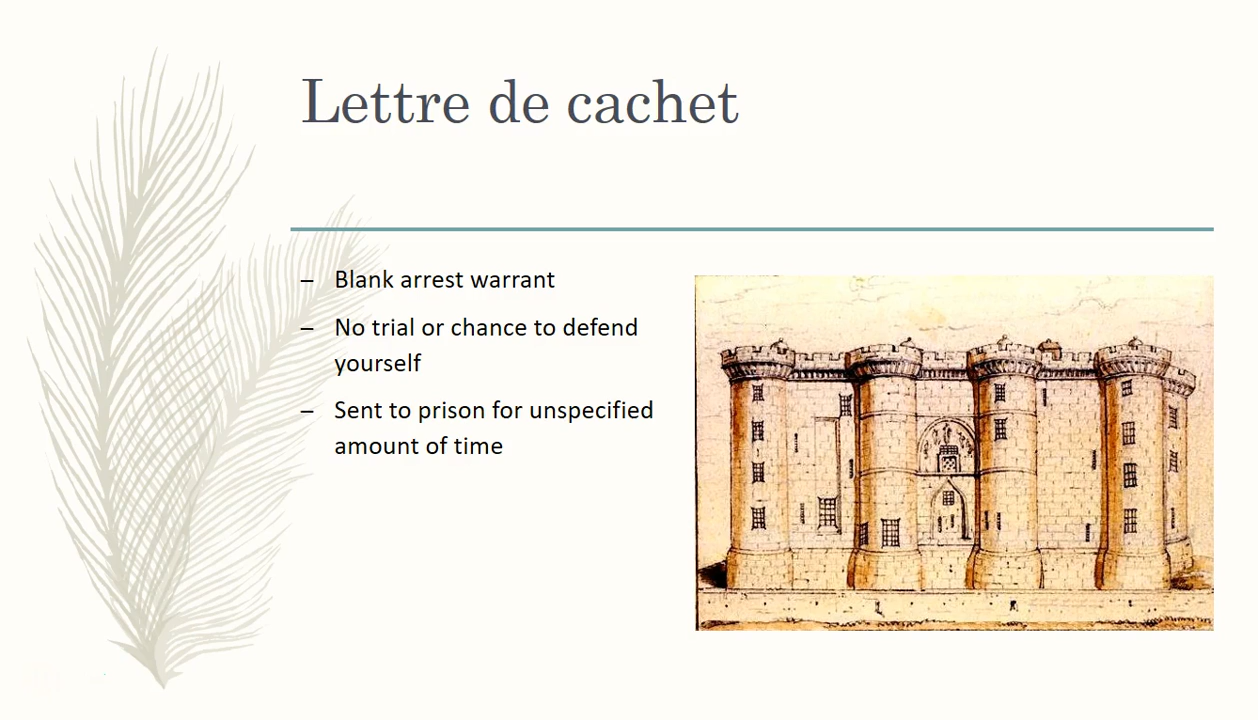 Lettre de cachet
– Blank arrest warrant
– No trial or chance to defend
yourself
– Sent to prison for unspecified
amount of time